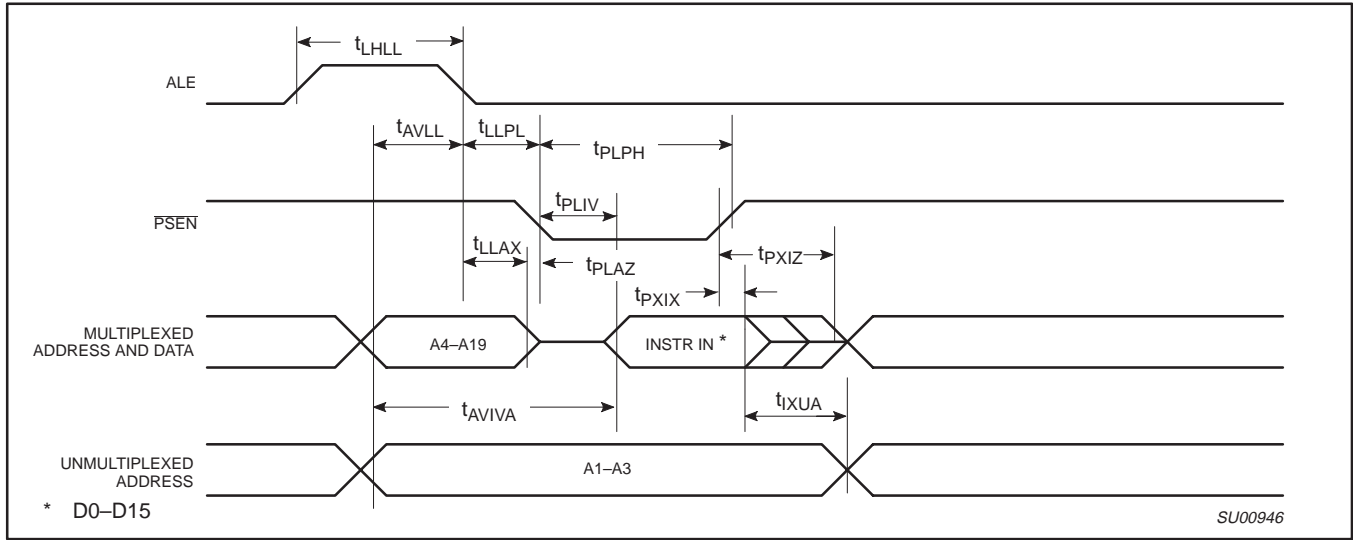 tLHLL
ALE
tAVLL
tLLPL
tPLPH
tPLIV
PSEN
tLLAX
tPLAZ
tPXIZ
tPXIX
MULTIPLEXED
ADDRESS AND DATA
A4–A19
INSTR IN *
tAVIVA
tIXUA
UNMULTIPLEXED
ADDRESS
A1–A3
* D0–D15
SU00946